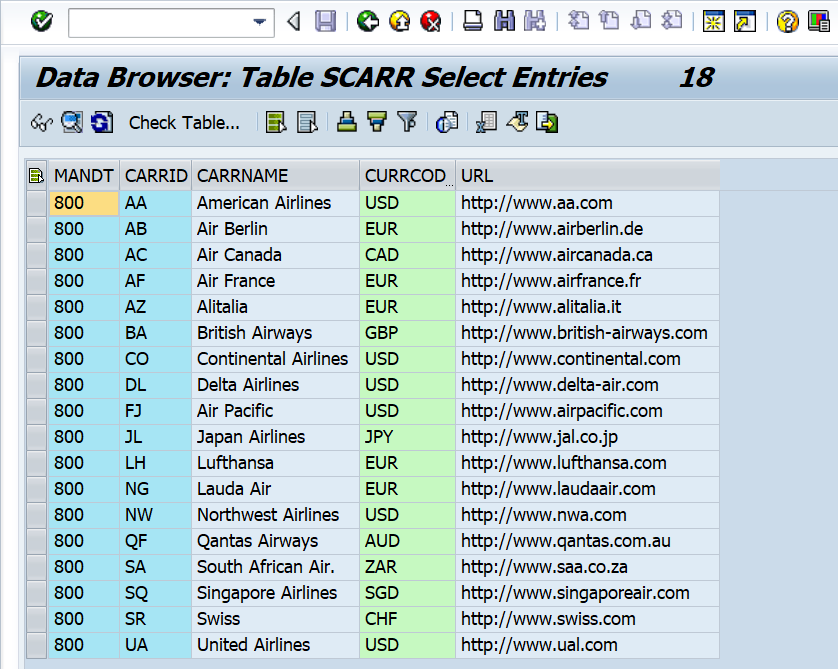 Data Browser: Table SCARR Select Entries 18
Check Table...
MANDT CARRID CARRNAME CURRCOD... URL
800 AA American Airlines USD http://www.aa.com
800 AB Air Berlin EUR http://www.airberlin.de
800 AC Air Canada CAD http://www.aircanada.ca
800 AF Air France EUR http://www.airfrance.fr
800 AZ Alitalia EUR http://www.alitalia.it
800 BA British Airways GBP http://www.british-airways.com
800 CO Continental Airlines USD http://www.continental.com
800 DL Delta Airlines USD http://www.delta-air.com
800 FJ Air Pacific USD http://www.airpacific.com
800 JL Japan Airlines JPY http://www.jal.co.jp
800 LH Lufthansa EUR http://www.lufthansa.com
800 NG Lauda Air EUR http://www.laudaair.com
800 NW Northwest Airlines USD http://www.nwa.com
800 QF Qantas Airways AUD http://www.qantas.com.au
800 SA South African Air. ZAR http://www.saa.co.za
800 SQ Singapore Airlines SGD http://www.singaporeair.com
800 SR Swiss CHF http://www.swiss.com
800 UA United Airlines USD http://www.ual.com